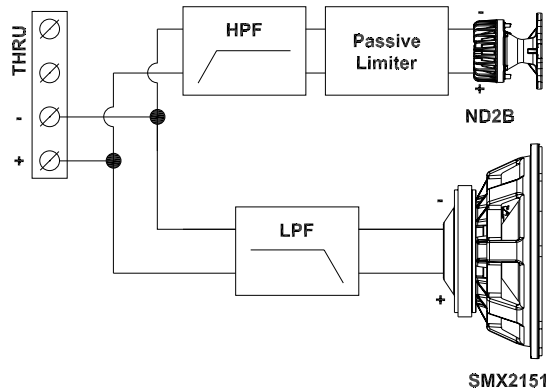 THRU
-
+
HPF
Passive
Limiter
-
+
ND2B
LPF
-
+
SMX2151